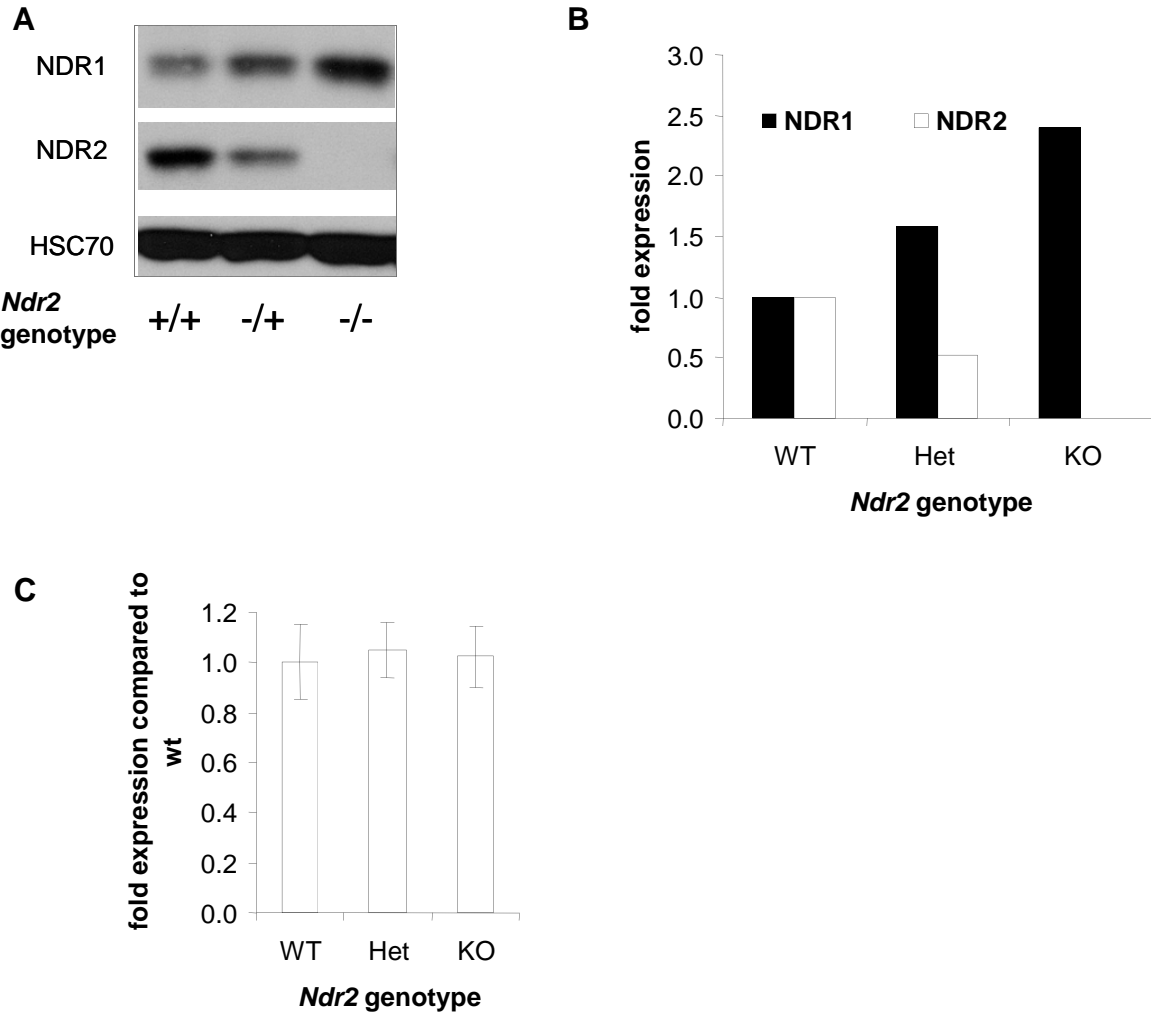 A
NDR1
NDR2
HSC70
Ndr2
genotype
+/+ -/+ -/-
B
fold expression
3.0
2.5
2.0
1.5
1.0
0.5
0.0
NDR1 NDR2
WT Het KO
Ndr2 genotype
C
fold expression compared to
wt
1.2
1.0
0.8
0.6
0.4
0.2
0.0
WT Het KO
Ndr2 genotype